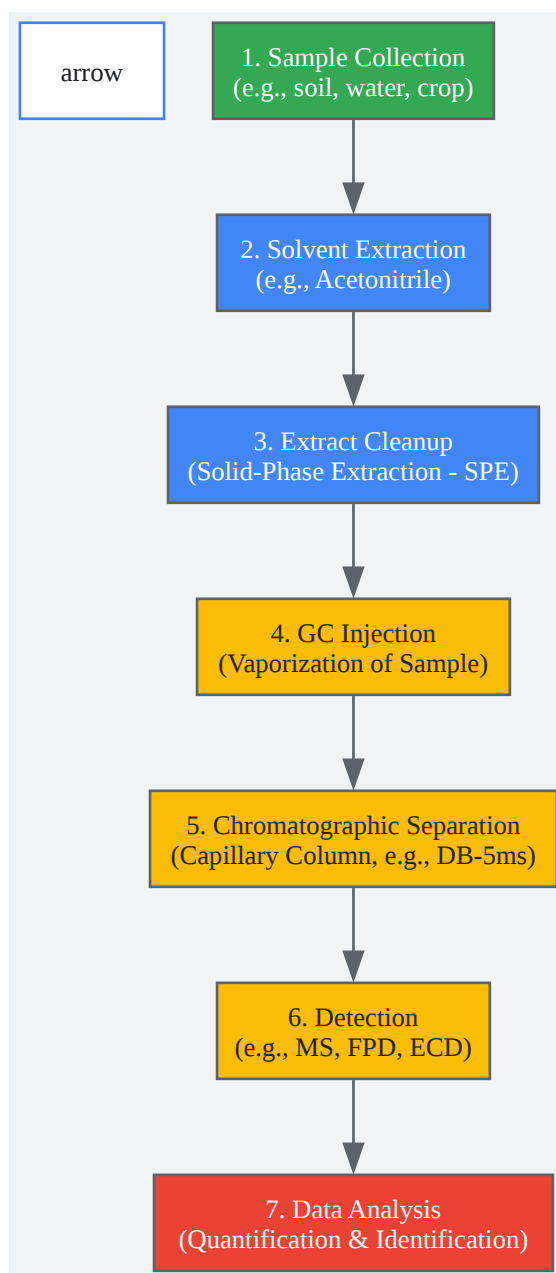 arrow
1. Sample Collection
(e.g., soil, water, crop)
2. Solvent Extraction
(e.g., Acetonitrile)
3. Extract Cleanup
(Solid-Phase Extraction - SPE)
4. GC Injection
(Vaporization of Sample)
5. Chromatographic Separation
(Capillary Column, e.g., DB-5ms)
6. Detection
(e.g., MS, FPD, ECD)
7. Data Analysis
(Quantification & Identification)